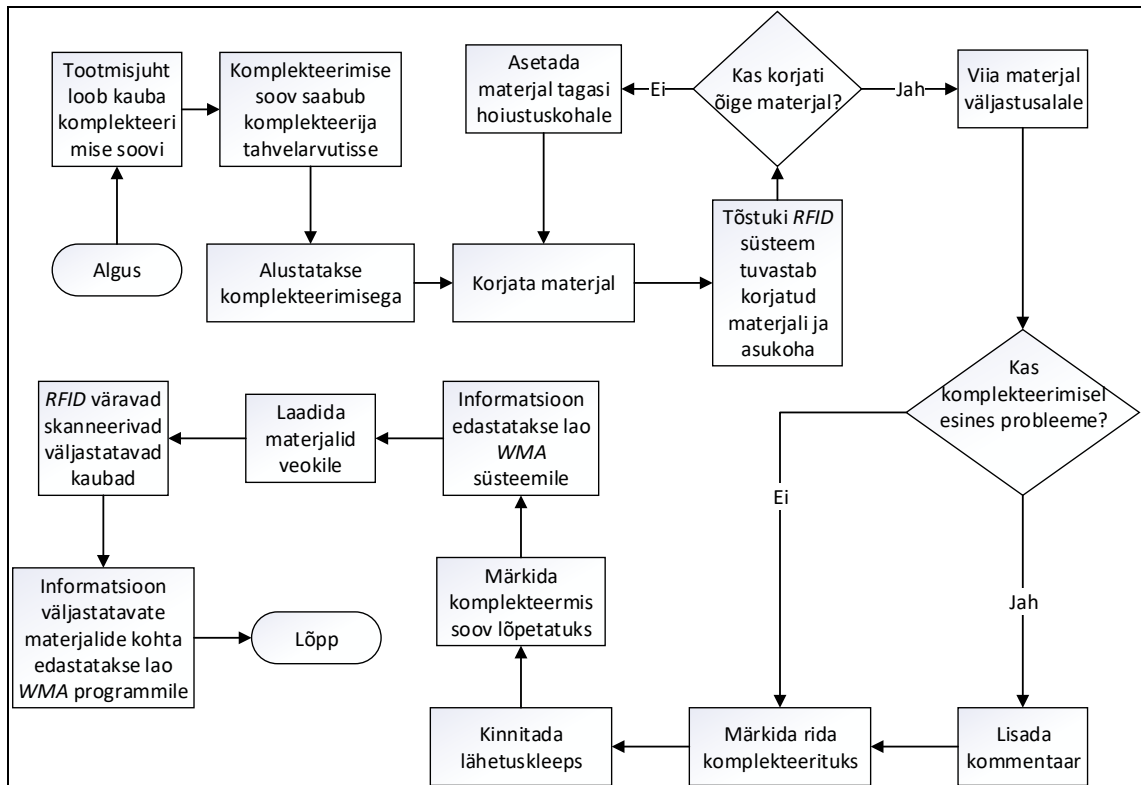 Algus
Tootmisjuht
loob kauba
komplekteeri
mise soovi
Komplekteerimise
soov saabub
komplekteerija
tahvelarvutisse
Alustatakse
komplekteerimisega
Korjata materjal
Tõstuki RFID
süsteem
tuvastab
korjatud
materjali ja
asukoha
Kas korjati
õige materjal?
Ei
Asetada
materjal tagasi
hoiustuskohale
Jah
Viia materjal
väljastusalale
Kas
komplekteerimisel
esines probleeme?
Ei
Jah
Lisada
kommentaar
Märkida rida
komplekteerituks
Kinnitada
lähetuskleeps
Märkida
komplekteermis
soov lõpetatuks
Informatsioon
edastatakse lao
WMA
süsteemile
Laadida
materjalid
veokile
RFID väravad
skanneerivad
väljastatavad
kaubad
Informatsioon
väljastatavate
materjalide kohta
edastatakse lao
WMA programmile
Lõpp